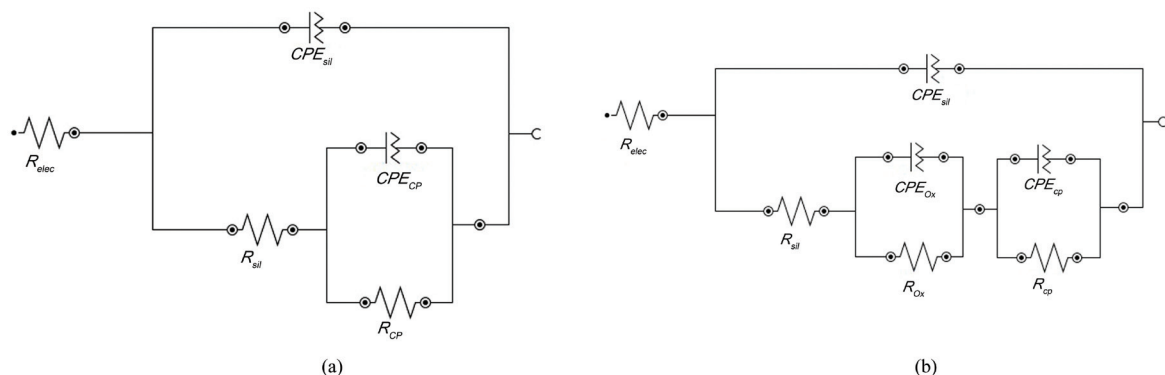 CPE_sil
R_elec
CPE_CP
R_sil
R_CP
(a)
CPE_sil
R_elec
CPE_Ox
CPE_cp
R_sil
R_Ox
R_cp
(b)